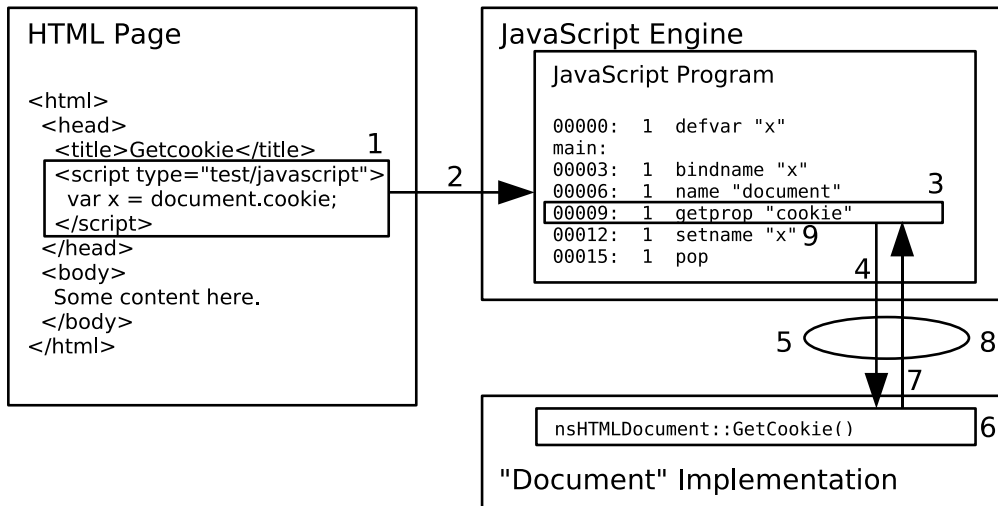 HTML Page
<html>
<head>
<title>Getcookie</title>
1
<script type="test/javascript">
var x = document.cookie;
</script>
</head>
<body>
Some content here.
</body>
</html>
2
JavaScript Engine
JavaScript Program
00000: 1 defvar "x"
main:
00003: 1 bindname "x"
00006: 1 name "document"
3
00009: 1 getprop "cookie"
00012: 1 setname "x" 9
00015: 1 pop
4
5
8
7
nsHTMLDocument::GetCookie()
6
"Document" Implementation